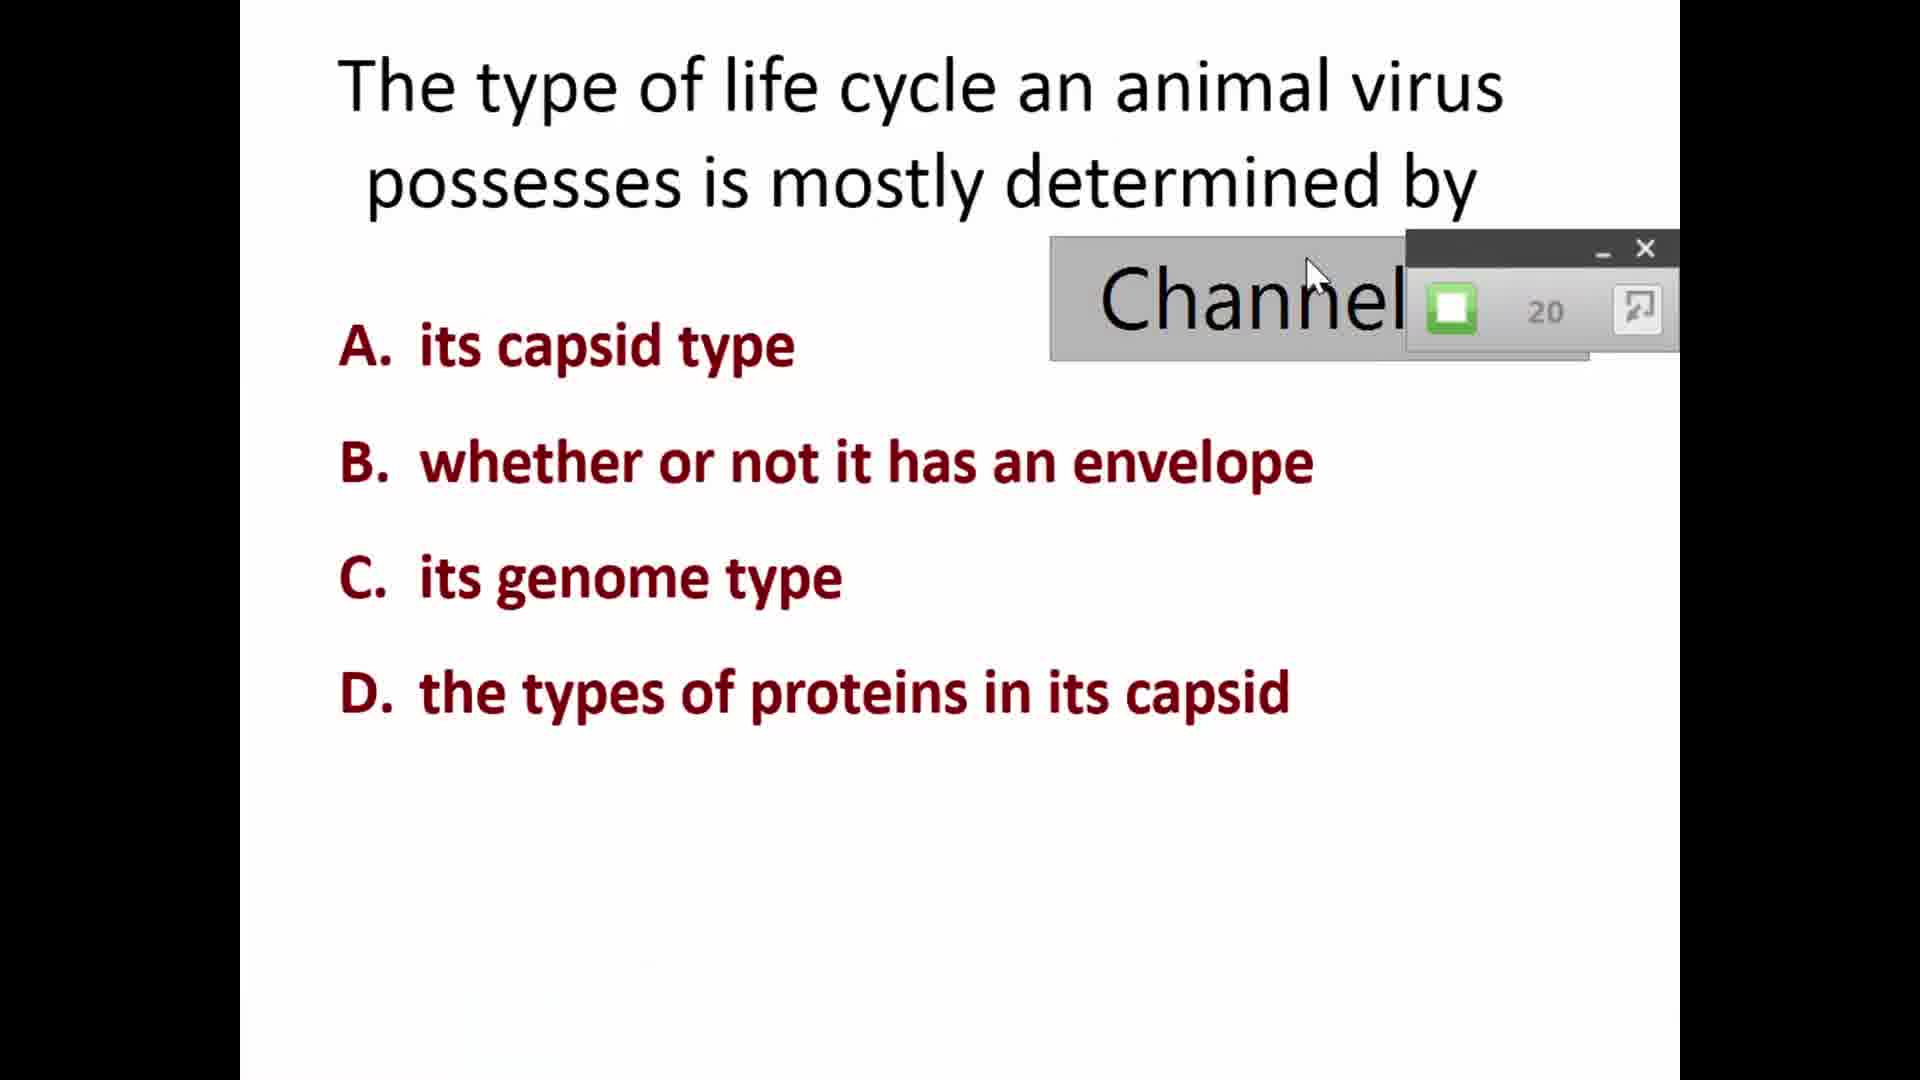 The type of life cycle an animal virus
possesses is mostly determined by
Channel
20
A. its capsid type
B. whether or not it has an envelope
C. its genome type
D. the types of proteins in its capsid